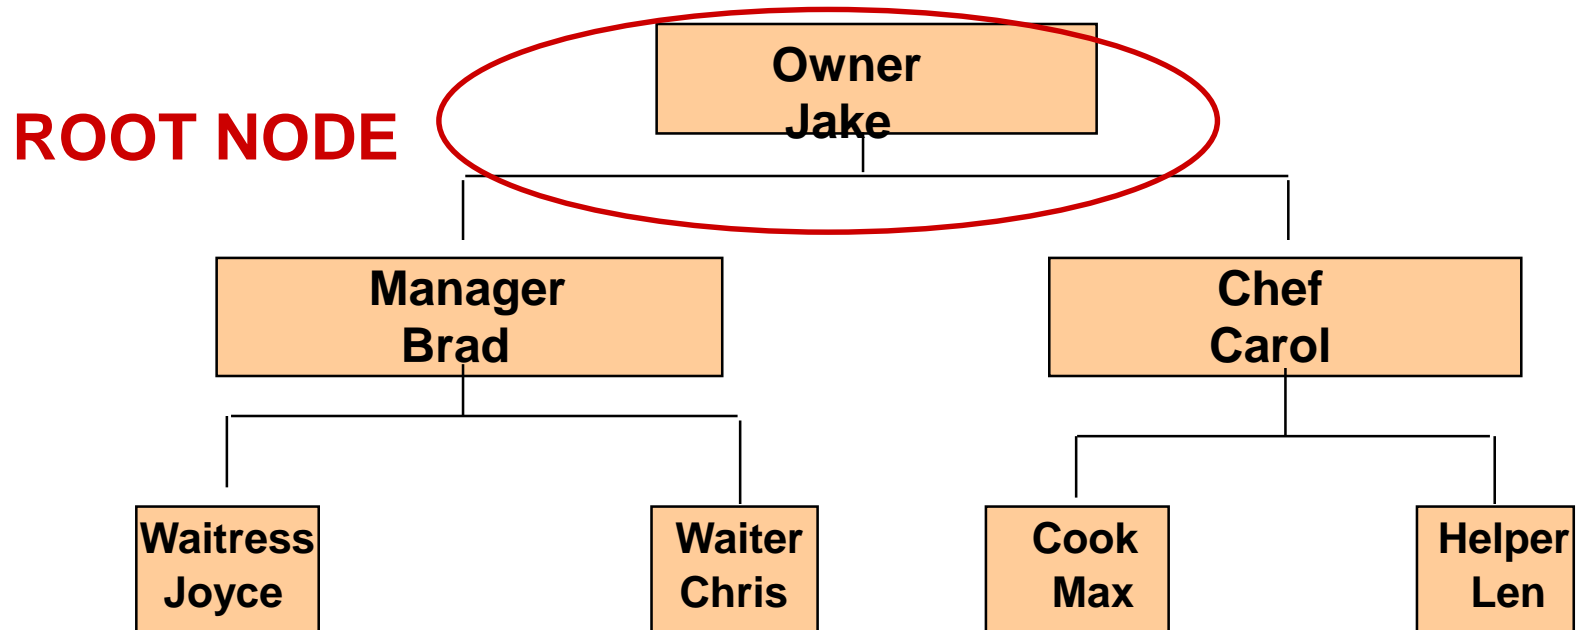 Owner
Jake
ROOT NODE
Manager
Brad
Chef
Carol
Waitress
Joyce
Waiter
Chris
Cook
Max
Helper
Len